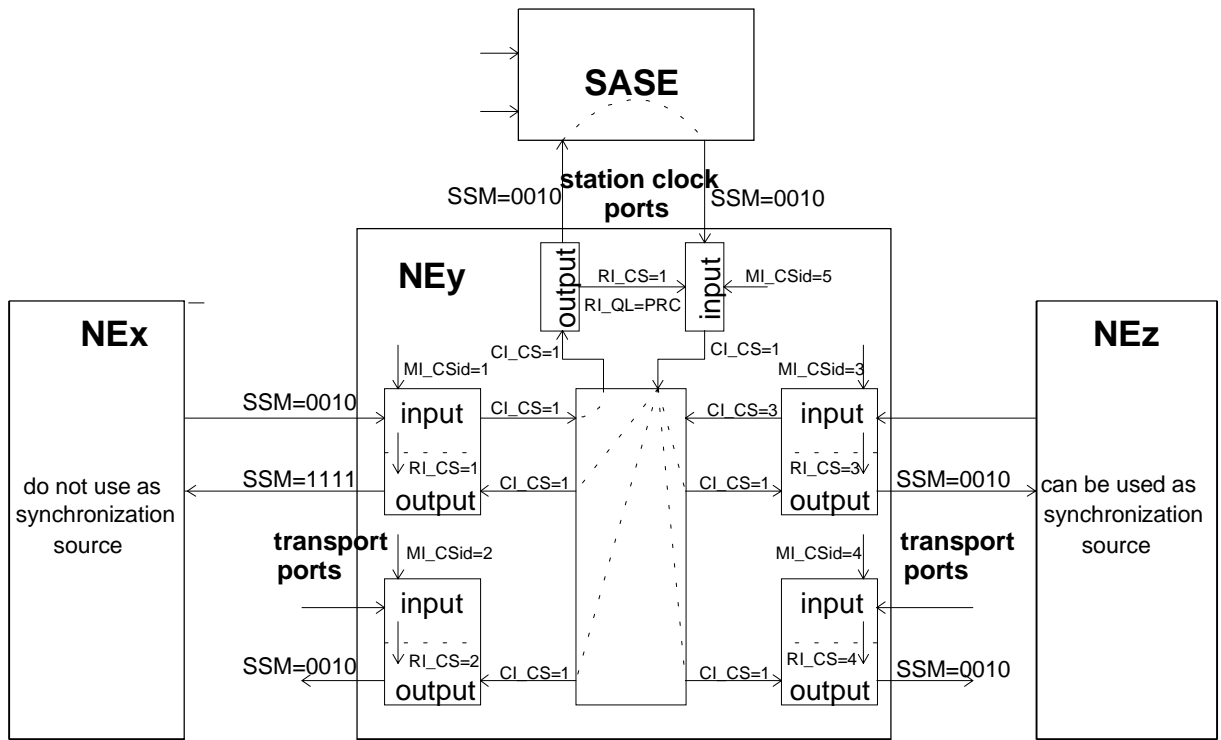 SASE
station clock
ports
SSM=0010
SSM=0010
NEy
output
RI_CS=1
RI_QL=PRC
input
MI_CSid=5
CI_CS=1
CI_CS=1
NEx
do not use as
synchronization
source
NEz
can be used as
synchronization
source
MI_CSid=1
SSM=0010
input
CI_CS=1
RI_CS=1
SSM=1111
output
CI_CS=1
MI_CSid=3
CI_CS=3
input
RI_CS=3
CI_CS=1
output
SSM=0010
transport
ports
MI_CSid=2
input
RI_CS=2
SSM=0010
output
CI_CS=1
MI_CSid=4
transport
ports
input
RI_CS=4
CI_CS=1
output
SSM=0010